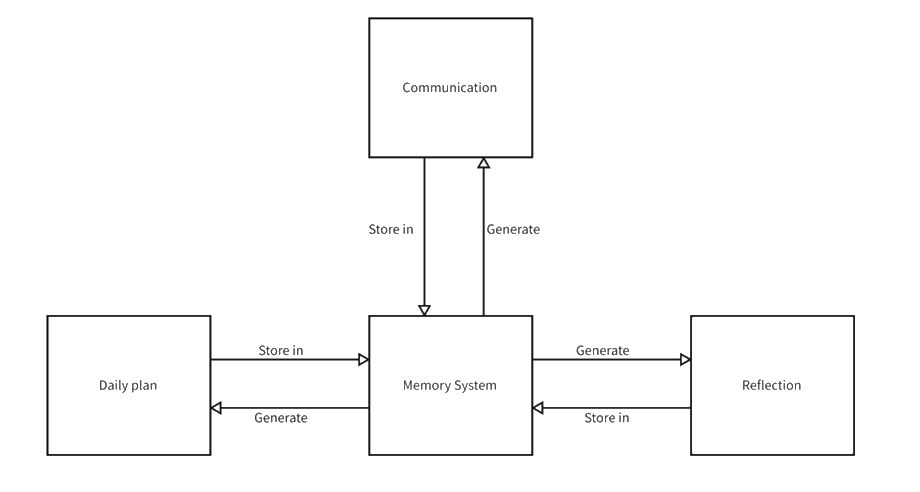 Communication
Store in
Generate
Store in
Generate
Daily plan
Memory System
Reflection
Generate
Store in